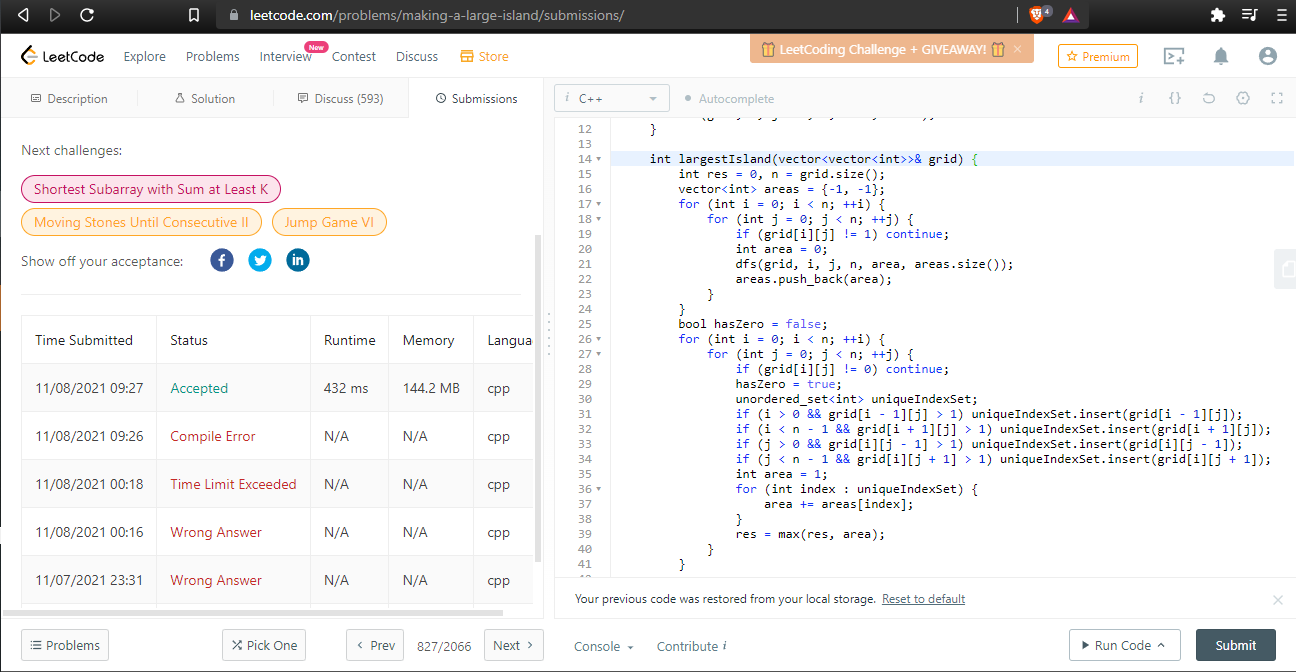 leetcode.com/problems/making-a-large-island/submissions/
4
LeetCode
Explore
Problems
Interview
New
Contest
Discuss
Store
LeetCoding Challenge + GIVEAWAY!
×
Premium
Description
Solution
Discuss (593)
Submissions
i C++
Autocomplete
i {}
Next challenges:
Shortest Subarray with Sum at Least K
Moving Stones Until Consecutive II
Jump Game VI
Show off your acceptance:
f
in
Time Submitted Status Runtime Memory Langua
11/08/2021 09:27 Accepted 432 ms 144.2 MB cpp
11/08/2021 09:26 Compile Error N/A N/A cpp
11/08/2021 00:18 Time Limit Exceeded N/A N/A cpp
11/08/2021 00:16 Wrong Answer N/A N/A cpp
11/07/2021 23:31 Wrong Answer N/A N/A cpp
12 }
13
14 int largestIsland(vector<vector<int>>& grid) {
15 int res = 0, n = grid.size();
16 vector<int> areas = {-1, -1};
17 for (int i = 0; i < n; ++i) {
18 for (int j = 0; j < n; ++j) {
19 if (grid[i][j] != 1) continue;
20 int area = 0;
21 dfs(grid, i, j, n, area, areas.size());
22 areas.push_back(area);
23 }
24 }
25 bool hasZero = false;
26 for (int i = 0; i < n; ++i) {
27 for (int j = 0; j < n; ++j) {
28 if (grid[i][j] != 0) continue;
29 hasZero = true;
30 unordered_set<int> uniqueIndexSet;
31 if (i > 0 && grid[i - 1][j] > 1) uniqueIndexSet.insert(grid[i - 1][j]);
32 if (i < n - 1 && grid[i + 1][j] > 1) uniqueIndexSet.insert(grid[i + 1][j]);
33 if (j > 0 && grid[i][j - 1] > 1) uniqueIndexSet.insert(grid[i][j - 1]);
34 if (j < n - 1 && grid[i][j + 1] > 1) uniqueIndexSet.insert(grid[i][j + 1]);
35 int area = 1;
36 for (int index : uniqueIndexSet) {
37 area += areas[index];
38 }
39 res = max(res, area);
40 }
41 }
Your previous code was restored from your local storage. Reset to default
Problems
Pick One
Prev
827/2066
Next
Console
Contribute i
Run Code
Submit